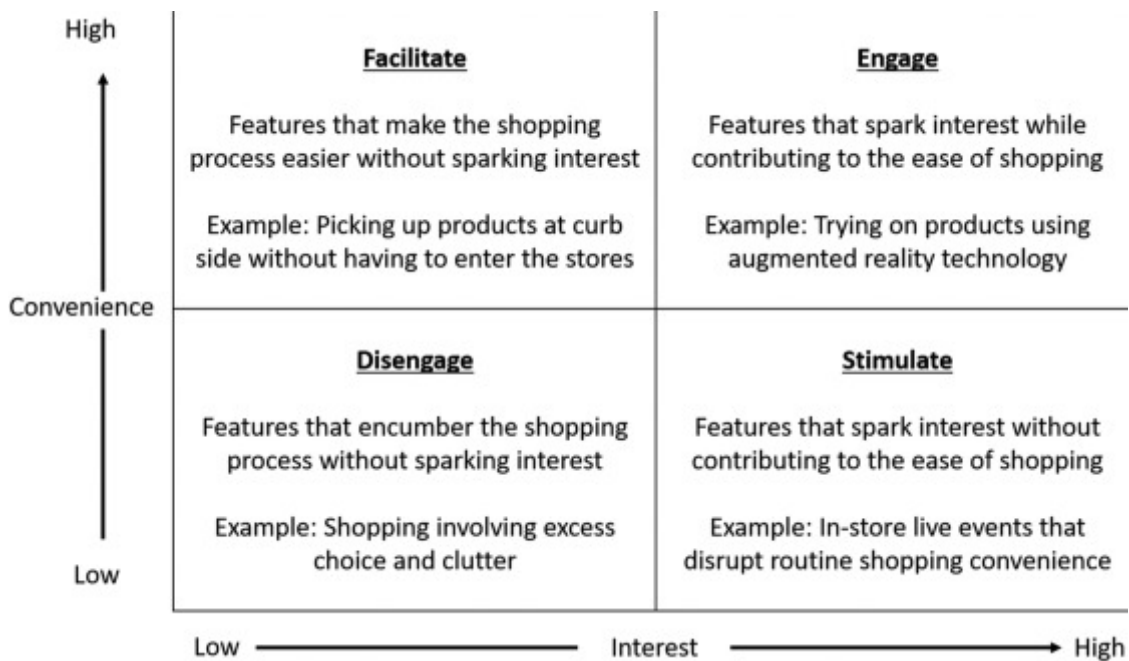 High
Convenience
Low
Facilitate
Features that make the shopping
process easier without sparking interest
Example: Picking up products at curb
side without having to enter the stores
Engage
Features that spark interest while
contributing to the ease of shopping
Example: Trying on products using
augmented reality technology
Disengage
Features that encumber the shopping
process without sparking interest
Example: Shopping involving excess
choice and clutter
Stimulate
Features that spark interest without
contributing to the ease of shopping
Example: In-store live events that
disrupt routine shopping convenience
Low
Interest
High